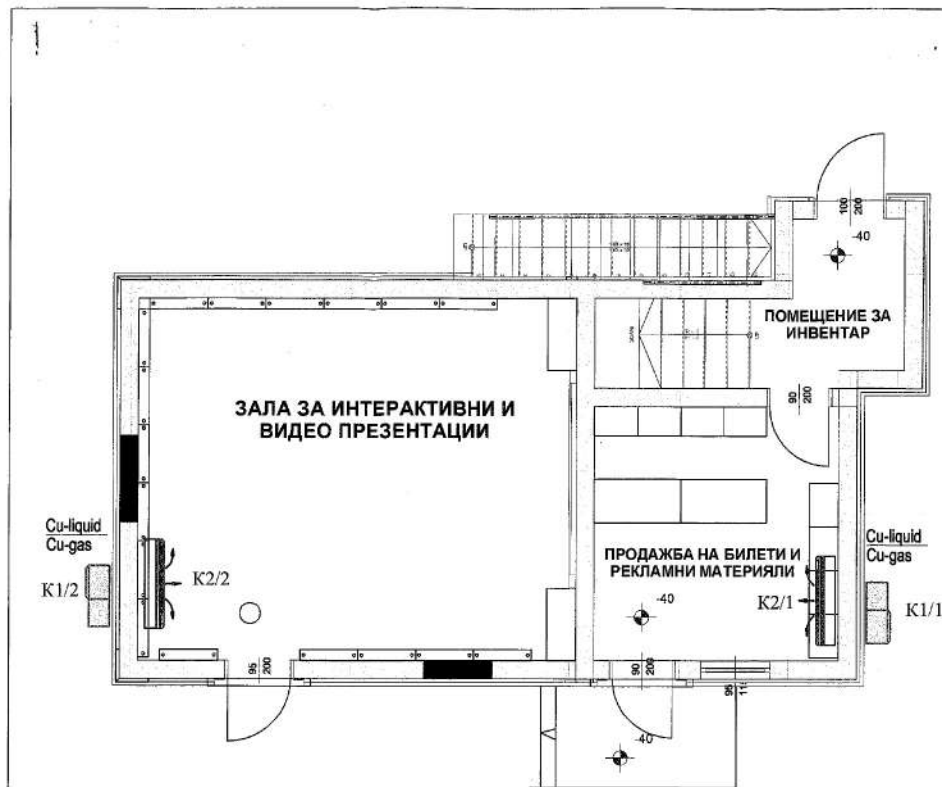 100
200
-40
ПОМЕЩЕНИЕ ЗА
ИНВЕНТАР
90
200
ЗАЛА ЗА ИНТЕРАКТИВНИ И
ВИДЕО ПРЕЗЕНТАЦИИ
Cu-liquid
Cu-gas
K1/2
K2/2
ПРОДАЖБА НА БИЛЕТИ И
РЕКЛАМНИ МАТЕРИЯЛИ
-40
K2/1
Cu-liquid
Cu-gas
K1/1
95
200
90
200
95
-40